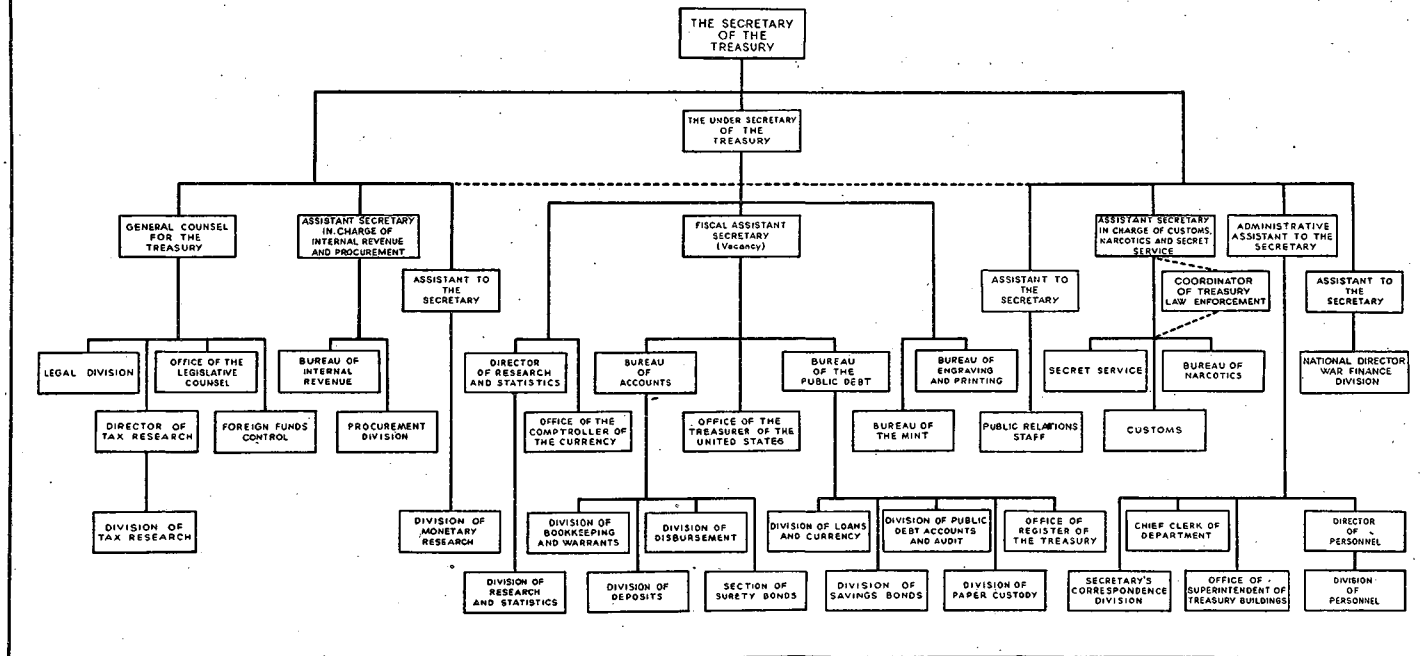 THE SECRETARY
OF THE
TREASURY
THE UNDER SECRETARY
OF THE
TREASURY
GENERAL COUNSEL
FOR THE
TREASURY
ASSISTANT SECRETARY
IN CHARGE OF
INTERNAL REVENUE
AND PROCUREMENT
ASSISTANT TO
THE
SECRETARY
FISCAL ASSISTANT
SECRETARY
(Vacancy)
ASSISTANT TO
THE
SECRETARY
ASSISTANT SECRETARY
IN CHARGE OF CUSTOMS,
NARCOTICS AND SECRET
SERVICE
COORDINATOR
OF TREASURY
LAW ENFORCEMENT
ADMINISTRATIVE
ASSISTANT TO THE
SECRETARY
ASSISTANT TO
THE
SECRETARY
LEGAL DIVISION
OFFICE OF THE
LEGISLATIVE
COUNSEL
BUREAU OF
INTERNAL
REVENUE
DIRECTOR
OF RESEARCH
AND STATISTICS
BUREAU
OF
ACCOUNTS
BUREAU
OF THE
PUBLIC DEBT
BUREAU OF
ENGRAVING
AND PRINTING
SECRET SERVICE
BUREAU OF
NARCOTICS
NATIONAL DIRECTOR
WAR FINANCE
DIVISION
DIRECTOR OF
TAX RESEARCH
FOREIGN FUNDS
CONTROL
PROCUREMENT
DIVISION
OFFICE OF THE
COMPTROLLER OF
THE CURRENCY
OFFICE OF THE
TREASURER OF THE
UNITED STATES
BUREAU OF
THE MINT
PUBLIC RELATIONS
STAFF
CUSTOMS
DIVISION OF
TAX RESEARCH
DIVISION OF
MONETARY
RESEARCH
DIVISION OF
BOOKKEEPING
AND WARRANTS
DIVISION OF
DISBURSEMENT
DIVISION OF LOANS
AND CURRENCY
DIVISION OF PUBLIC
DEBT ACCOUNTS
AND AUDIT
OFFICE OF
REGISTER OF
THE TREASURY
CHIEF CLERK OF
DEPARTMENT
DIRECTOR
OF
PERSONNEL
DIVISION OF
RESEARCH
AND STATISTICS
DIVISION OF
DEPOSITS
SECTION OF
SURETY BONDS
DIVISION OF
SAVINGS BONDS
DIVISION OF
PAPER CUSTODY
SECRETARY'S
CORRESPONDENCE
DIVISION
OFFICE OF
SUPERINTENDENT OF
TREASURY BUILDINGS
DIVISION
OF
PERSONNEL